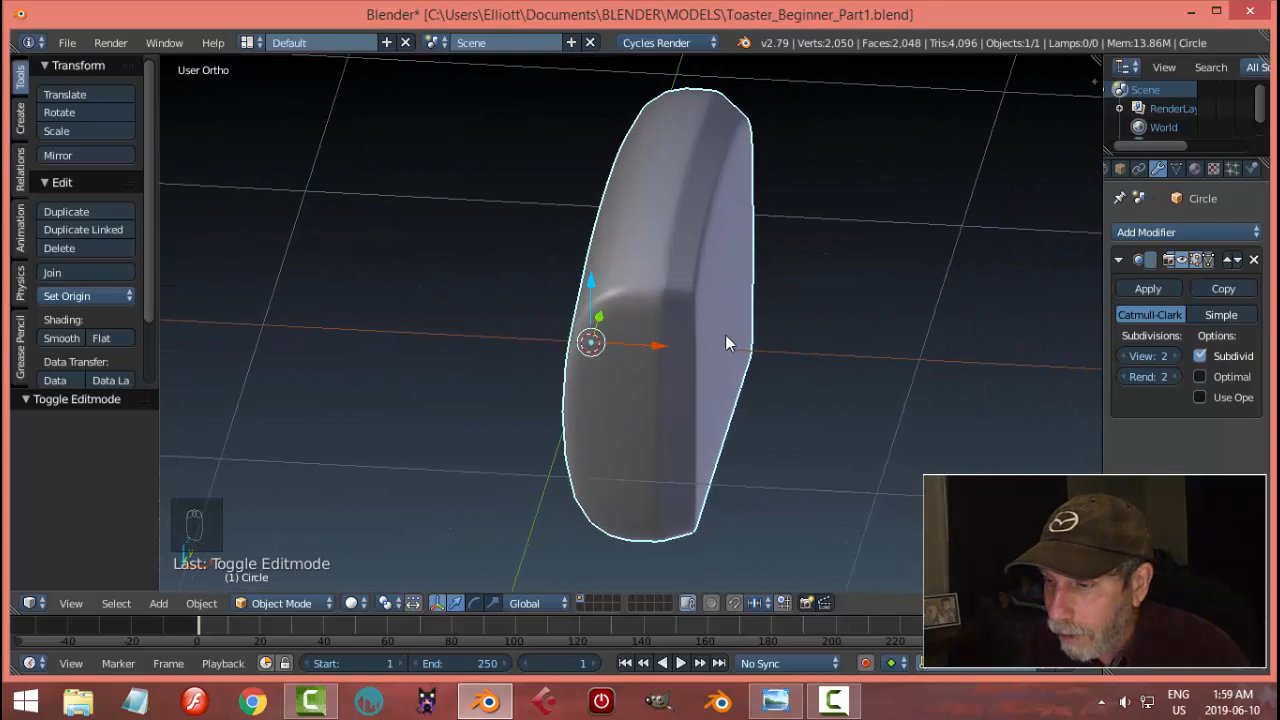 Blender* [C:\Users\Elliott\Documents\BLENDER\MODELS\Toaster_Beginner_Part1.blend]
File Render Window Help Default Scene Cycles Render v2.79 | Verts:2,050 | Faces:2,048 | Tris:4,096 | Objects:1/1 | Lamps:0/0 | Mem:13.86M | Circle View Search All Sc
Tools
Create
Relations
Animation
Physics
Grease Pencil
Transform
Translate
Rotate
Scale
Mirror
Edit
Duplicate
Duplicate Linked
Delete
Join
Set Origin
Shading:
Smooth Flat
Data Transfer:
Data Data La
Toggle Editmode
User Ortho
Last: Toggle Editmode
(1) Circle
Scene
RenderLay
World
Circle
Add Modifier
Apply Copy
Catmull-Clark Simple
Subdivisions: Options:
View: 2 Subdivid
Rend: 2 Optimal
Use Ope
View Select Add Object Object Mode Global
-40 -20 0 20 40 60 80 100 120 140 160 180 200 220
View Marker Frame Playback Start: 1 End: 250 1 No Sync
ENG
US
1:59 AM
2019-06-10